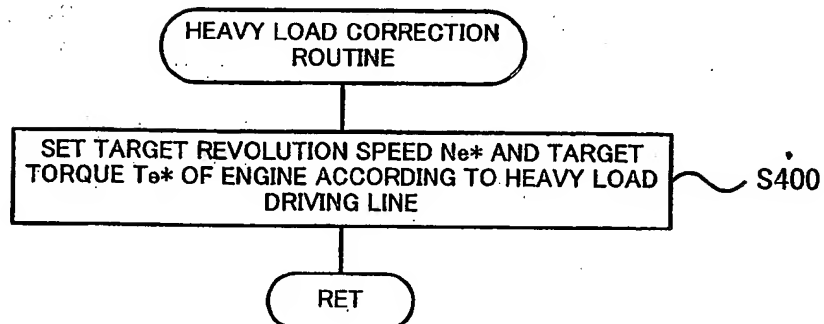 HEAVY LOAD CORRECTION
ROUTINE
SET TARGET REVOLUTION SPEED Ne* AND TARGET
TORQUE Te* OF ENGINE ACCORDING TO HEAVY LOAD
DRIVING LINE
S400
RET